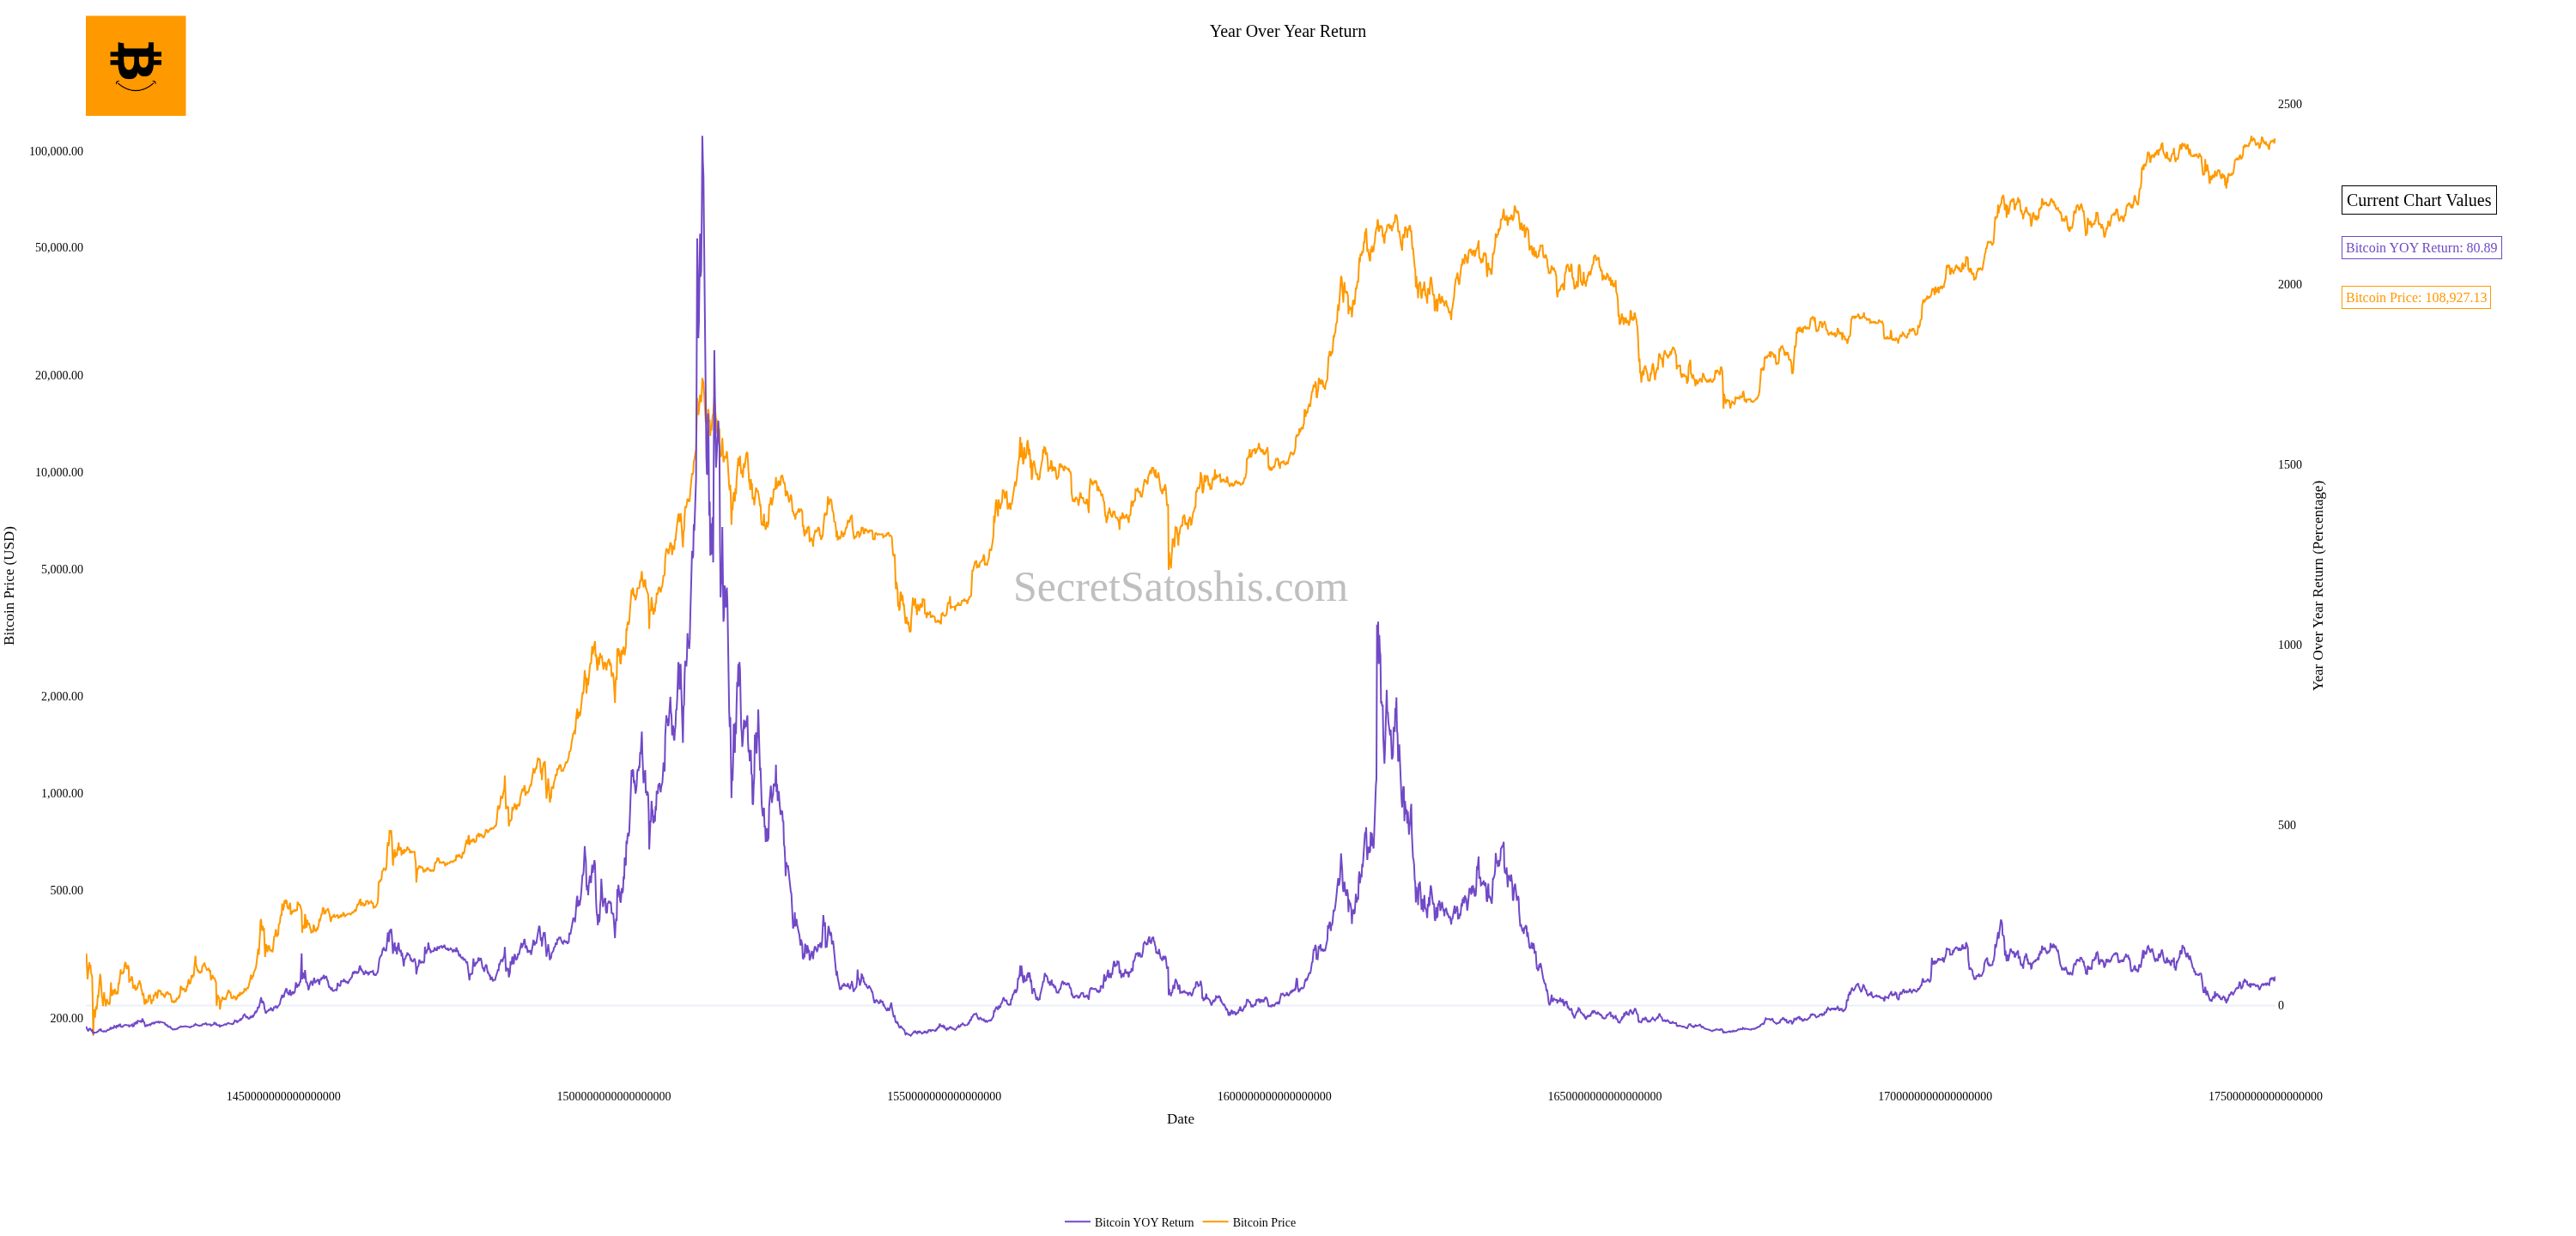 Year Over Year Return
2500
100,000.00
Current Chart Values
50,000.00
Bitcoin YOY Return: 80.89
2000
Bitcoin Price: 108,927.13
20,000.00
1500
10,000.00
Bitcoin Price (USD)
Year Over Year Return (Percentage)
5,000.00
SecretSatoshis.com
1000
2,000.00
1,000.00
500
500.00
200.00
0
1450000000000000000
1500000000000000000
1550000000000000000
1600000000000000000
1650000000000000000
1700000000000000000
1750000000000000000
Date
Bitcoin YOY Return
Bitcoin Price